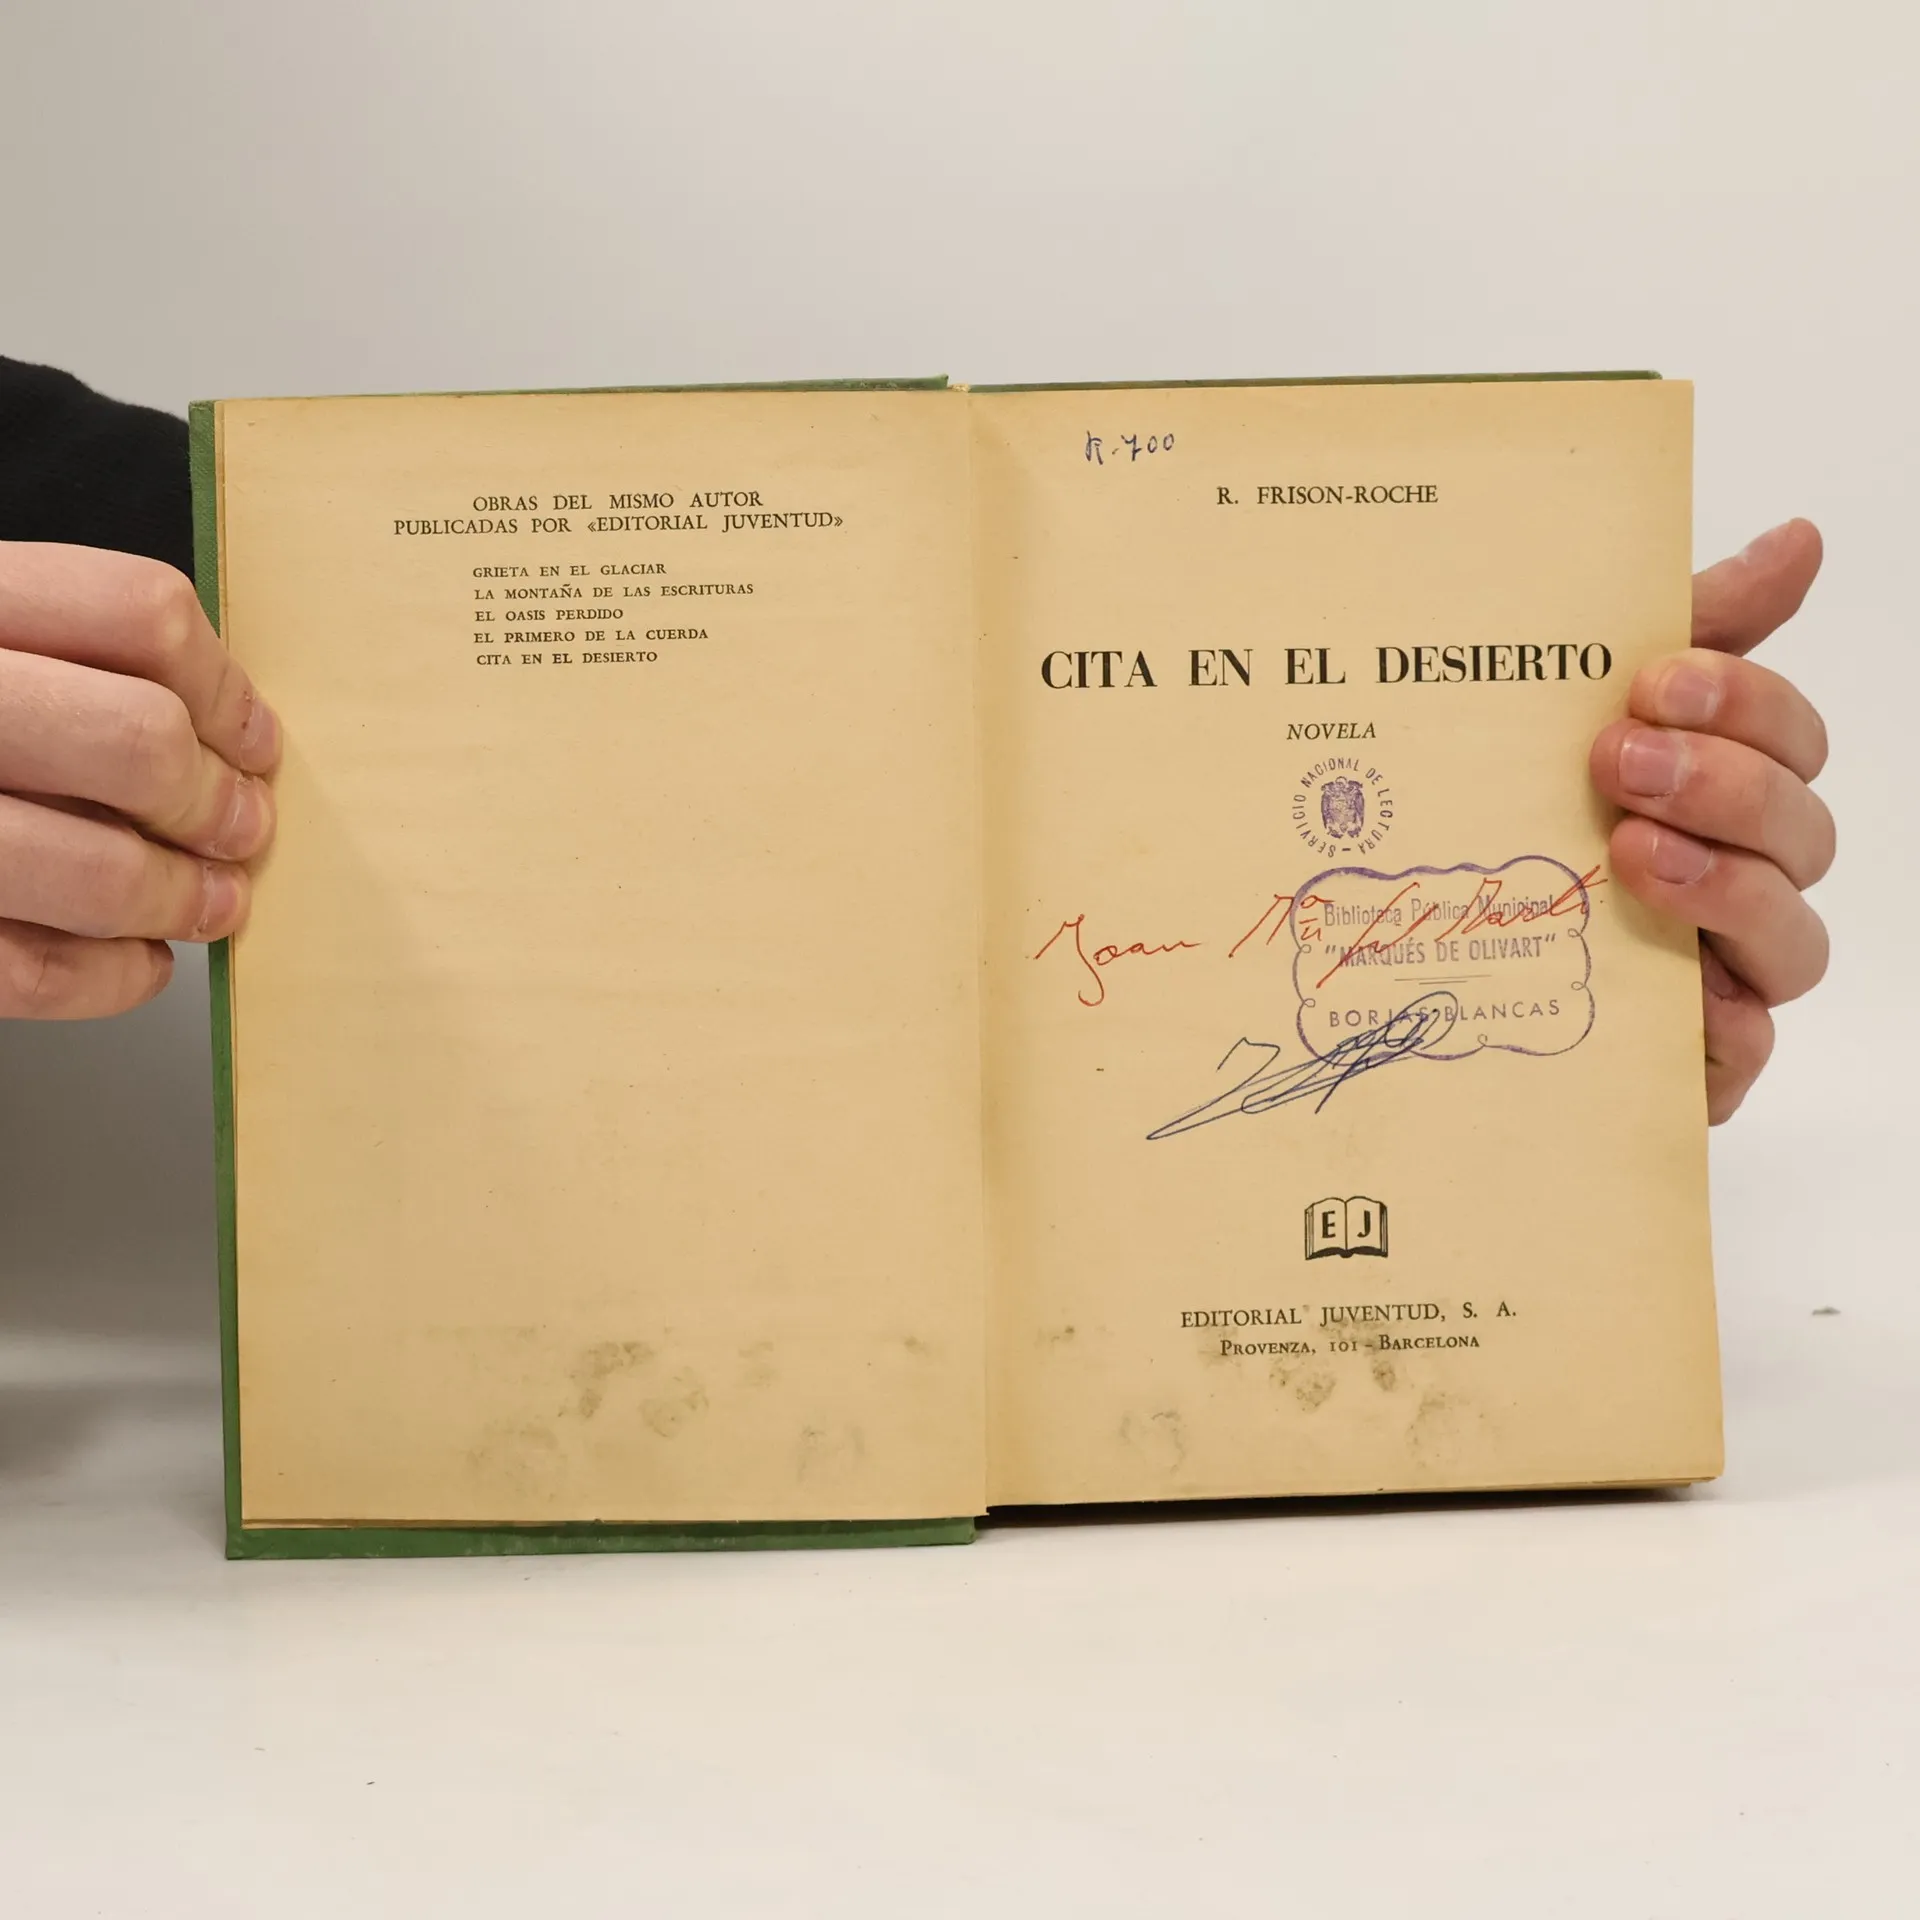 OBRAS DEL MISMO AUTOR
PUBLICADAS POR «EDITORIAL JUVENTUD»
GRIETA EN EL GLACIAR
LA MONTAÑA DE LAS ESCRITURAS
EL OASIS PERDIDO
EL PRIMERO DE LA CUERDA
CITA EN EL DESIERTO
R-700
R. FRISON-ROCHE
CITA EN EL DESIERTO
NOVELA
SERVICIO NACIONAL DE LECTURA
Joan Mª Martí
Biblioteca Pública Municipal
"MARQUÉS DE OLIVART"
BORJAS BLANCAS
E J
EDITORIAL JUVENTUD, S. A.
PROVENZA, 101 - BARCELONA